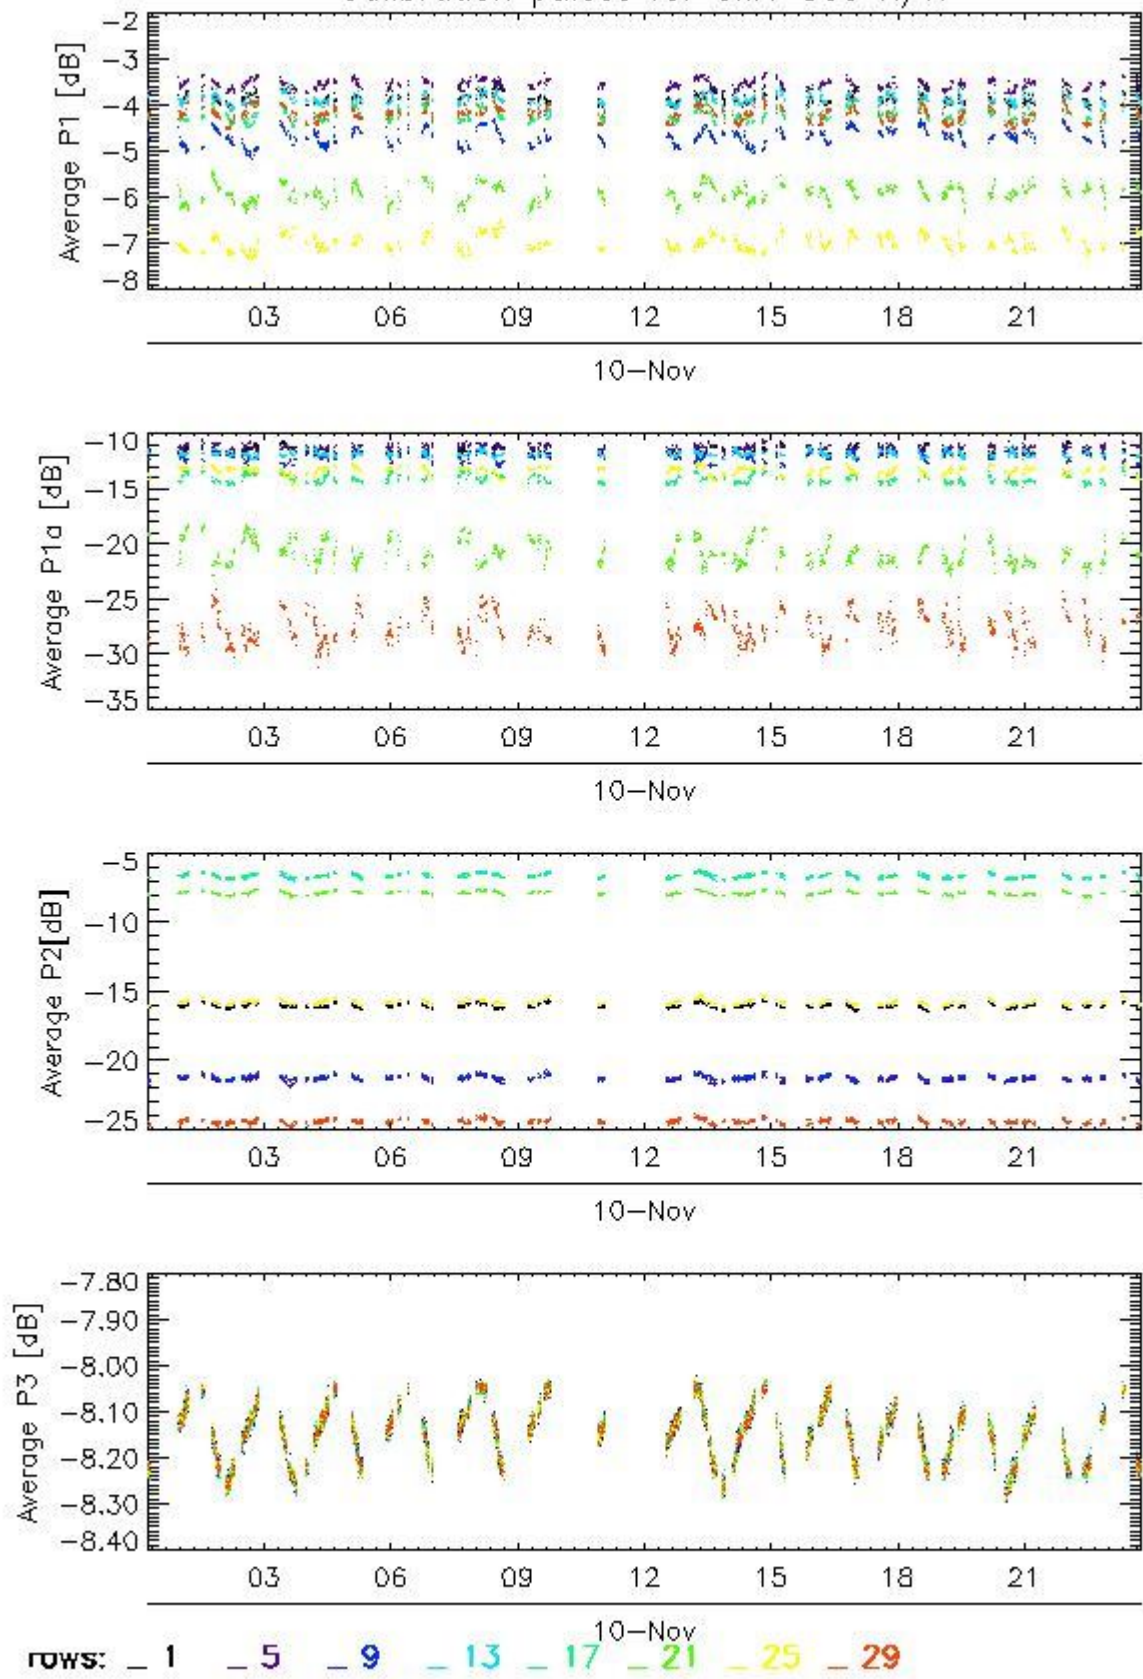 −2
−3
−4
−5
−6
−7
−8
Average P1 [dB]
03 06 09 12 15 18 21
10−Nov
−10
−15
−20
−25
−30
−35
Average P1a [dB]
03 06 09 12 15 18 21
10−Nov
−5
−10
−15
−20
−25
Average P2[dB]
03 06 09 12 15 18 21
10−Nov
−7.80
−7.90
−8.00
−8.10
−8.20
−8.30
−8.40
Average P3 [dB]
03 06 09 12 15 18 21
10−Nov
rows: _ 1 _ 5 _ 9 _ 13 _ 17 _ 21 _ 25 _ 29